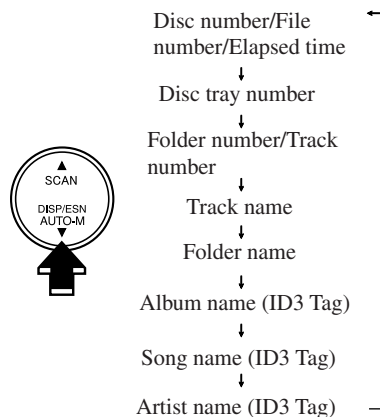 Disc number/File
number/Elapsed time
Disc tray number
Folder number/Track
number
SCAN
DISP/ESN
AUTO-M
Track name
Folder name
Album name (ID3 Tag)
Song name (ID3 Tag)
Artist name (ID3 Tag)